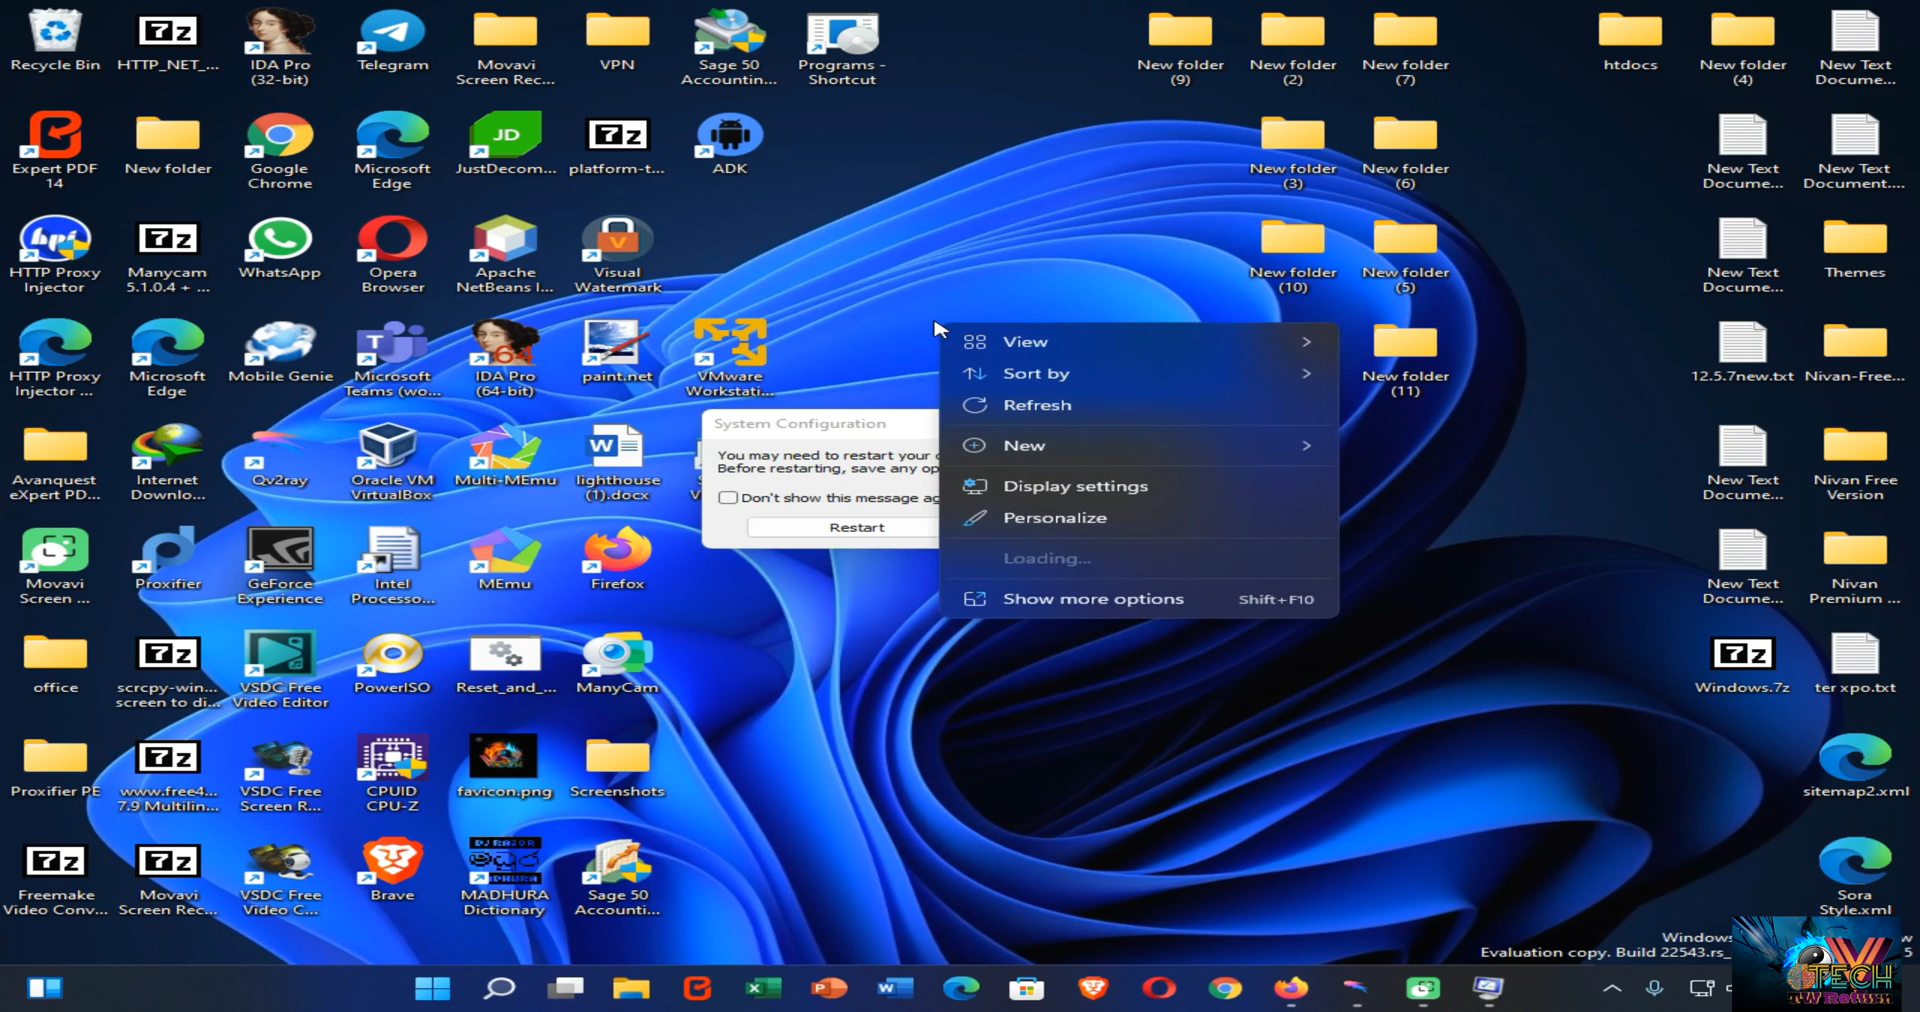 Recycle Bin
HTTP_NET_...
IDA Pro
(32-bit)
Telegram
Movavi
Screen Rec...
VPN
Sage 50
Accountin...
Programs -
Shortcut
New folder
(9)
New folder
(2)
New folder
(7)
htdocs
New folder
(4)
New Text
Docume...
Expert PDF
14
New folder
Google
Chrome
Microsoft
Edge
JD
JustDecom...
platform-t...
ADK
New folder
(3)
New folder
(6)
New Text
Docume...
New Text
Document....
HTTP Proxy
Injector
Manycam
5.1.0.4 + ...
WhatsApp
Opera
Browser
Apache
NetBeans I...
Visual
Watermark
New folder
(10)
New folder
(5)
New Text
Docume...
Themes
HTTP Proxy
Injector ...
Microsoft
Edge
Mobile Genie
Microsoft
Teams (wo...
64
IDA Pro
(64-bit)
paint.net
VMware
Workstati...
New folder
(11)
12.5.7new.txt
Nivan-Free...
View
Sort by
Refresh
New
Display settings
Personalize
Loading...
Show more options Shift+F10
System Configuration
You may need to restart your
Before restarting, save any op
Don't show this message ag
Restart
Avanquest
eXpert PD...
Internet
Downlo...
Qv2ray
Oracle VM
VirtualBox
Multi-MEmu
lighthouse
(1).docx
New Text
Docume...
Nivan Free
Version
Movavi
Screen ...
Proxifier
GeForce
Experience
Intel
Processo...
MEmu
Firefox
New Text
Docume...
Nivan
Premium ...
office
scrcpy-win...
screen to di...
VSDC Free
Video Editor
PowerISO
Reset_and_...
ManyCam
Windows.7z
ter xpo.txt
Proxifier PE
www.free4...
7.9 Multilin...
VSDC Free
Screen R...
CPUID
CPU-Z
favicon.png
Screenshots
sitemap2.xml
Freemake
Video Conv...
Movavi
Screen Rec...
VSDC Free
Video C...
Brave
DJ RAZOR
MADHURA
Dictionary
Sage 50
Accounti...
Sora
Style.xml
Windows
Evaluation copy. Build 22543.rs_
TECH